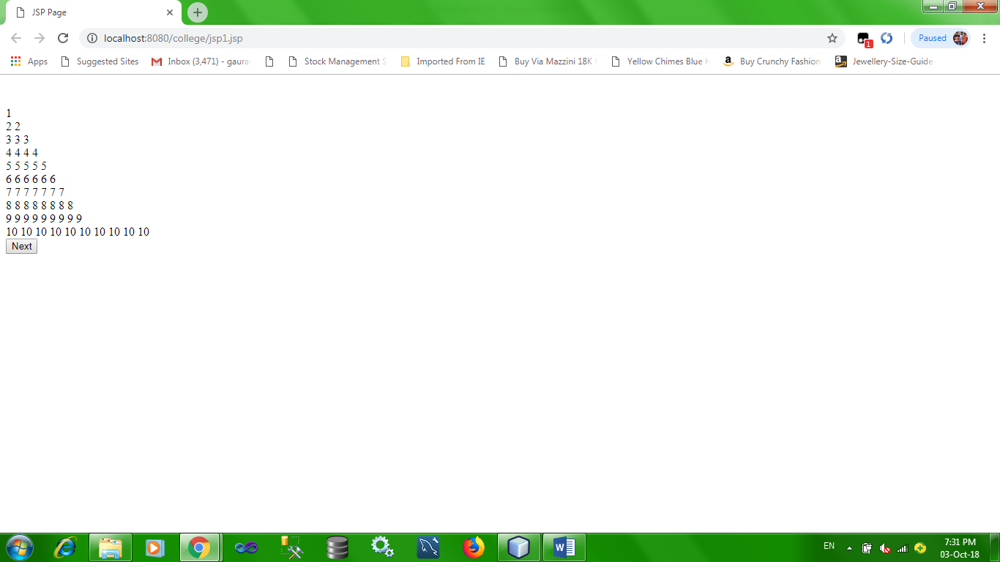 JSP Page
localhost:8080/college/jsp1.jsp
1
Paused
Apps
Suggested Sites
Inbox (3,471) - gaura
Stock Management S
Imported From IE
Buy Via Mazzini 18K
Yellow Chimes Blue
Buy Crunchy Fashion
Jewellery-Size-Guide-
1
2 2
3 3 3
4 4 4 4
5 5 5 5 5
6 6 6 6 6 6
7 7 7 7 7 7 7
8 8 8 8 8 8 8 8
9 9 9 9 9 9 9 9 9
10 10 10 10 10 10 10 10 10 10
Next
EN
7:31 PM
03-Oct-18